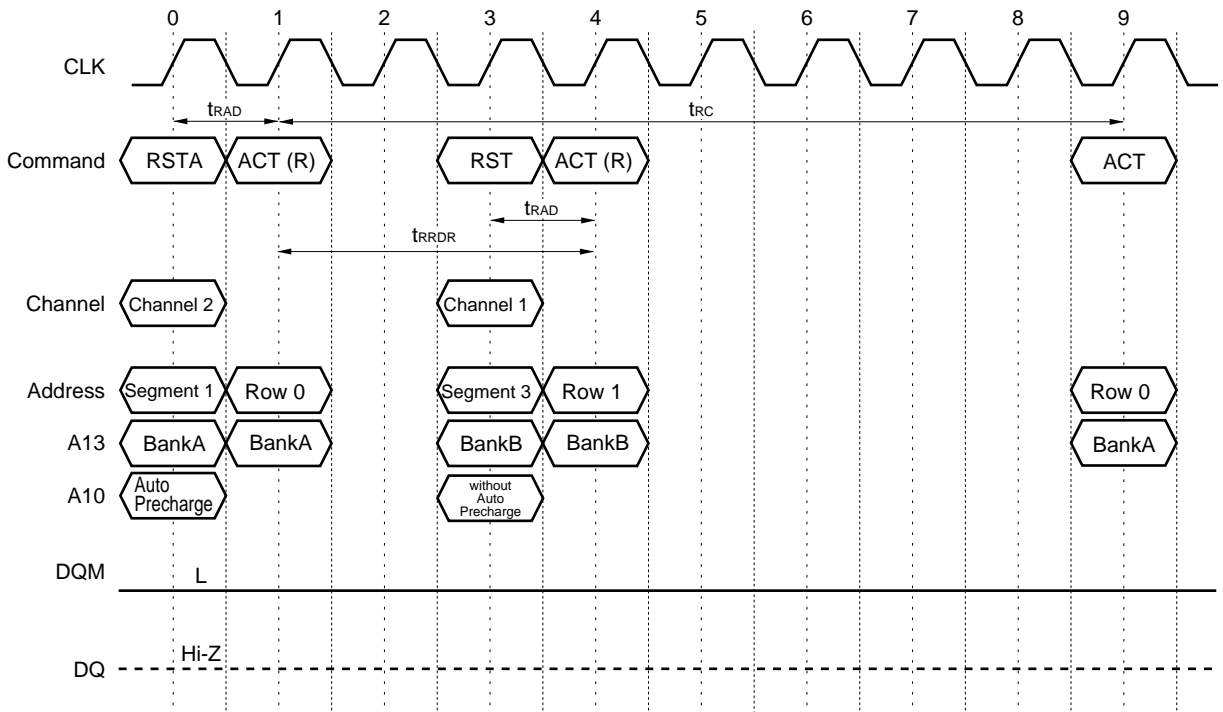 0 1 2 3 4 5 6 7 8 9
CLK
tRAD tRC
Command RSTA ACT (R) RST ACT (R) ACT
tRAD
tRRDR
Channel Channel 2 Channel 1
Address Segment 1 Row 0 Segment 3 Row 1 Row 0
A13 BankA BankA BankB BankB BankA
A10 Auto Precharge without Auto Precharge
DQM L
DQ Hi-Z